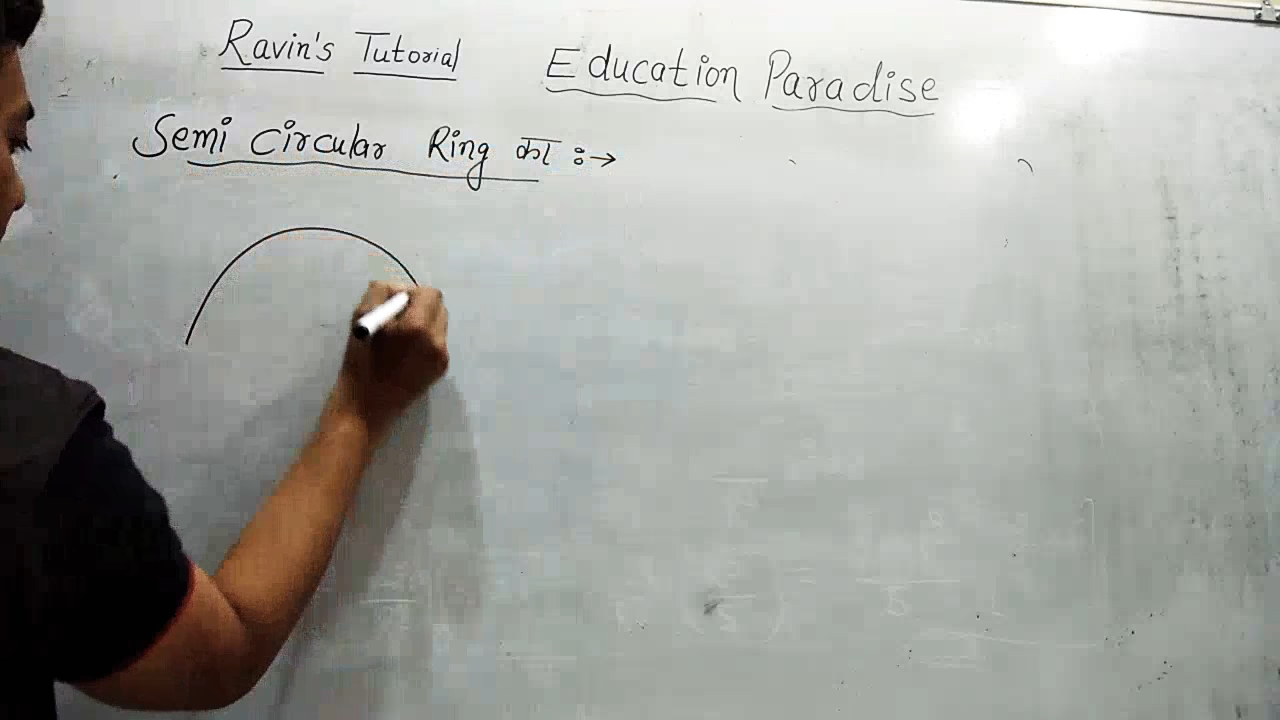 Ravin's Tutorial Education Paradise
Semi Circular Ring का :→